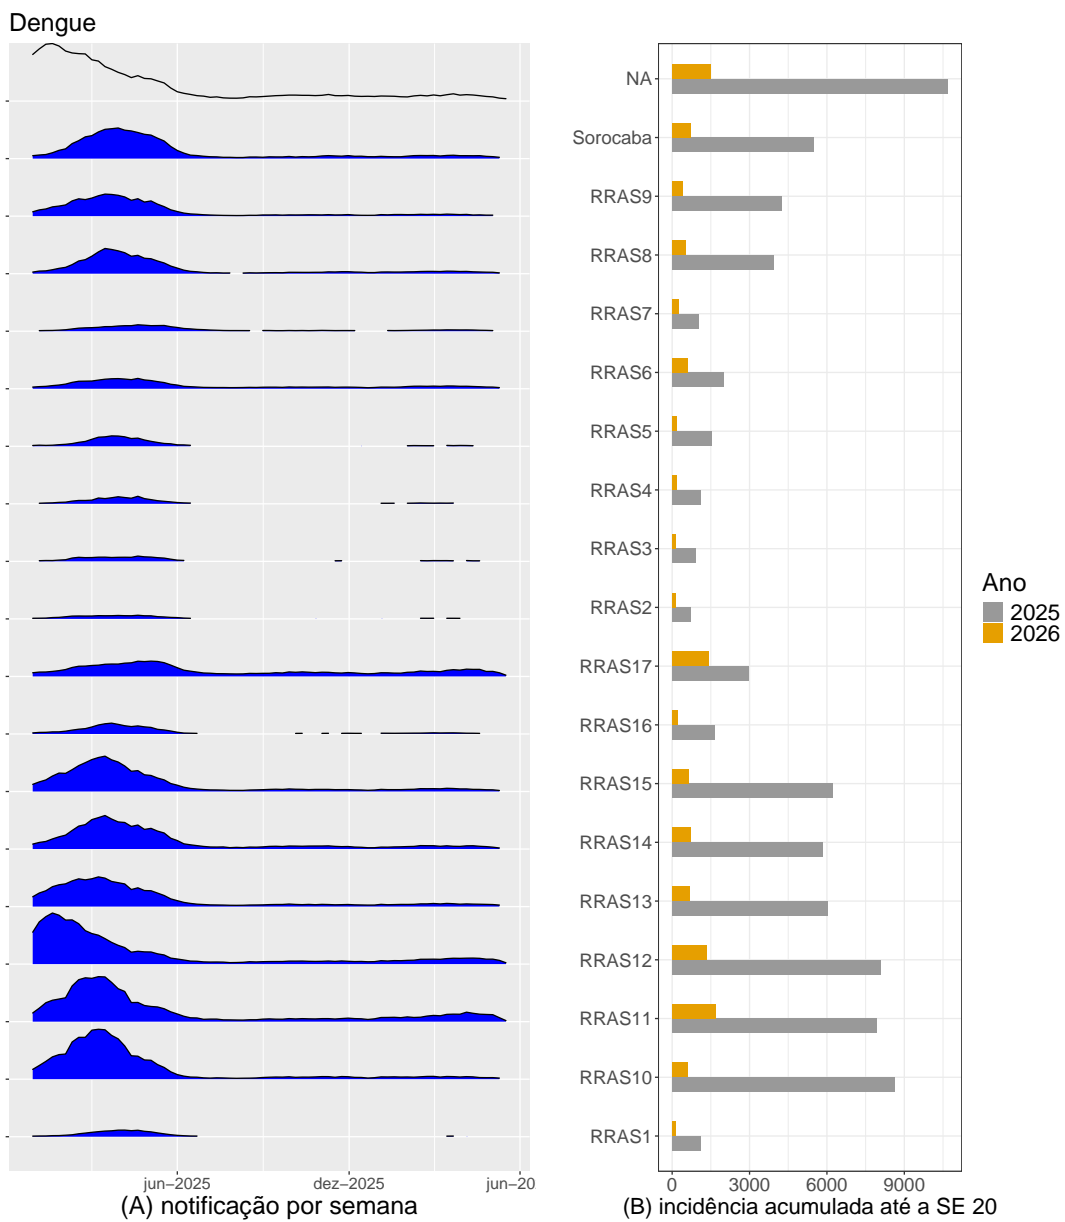 Dengue
NA
Sorocaba
RRAS9
RRAS8
RRAS7
RRAS6
RRAS5
RRAS4
RRAS3
RRAS2
RRAS17
RRAS16
RRAS15
RRAS14
RRAS13
RRAS12
RRAS11
RRAS10
RRAS1
Ano
2025
2026
jun−2025 dez−2025 jun−20
0 3000 6000 9000
(A) notificação por semana
(B) incidência acumulada até a SE 20